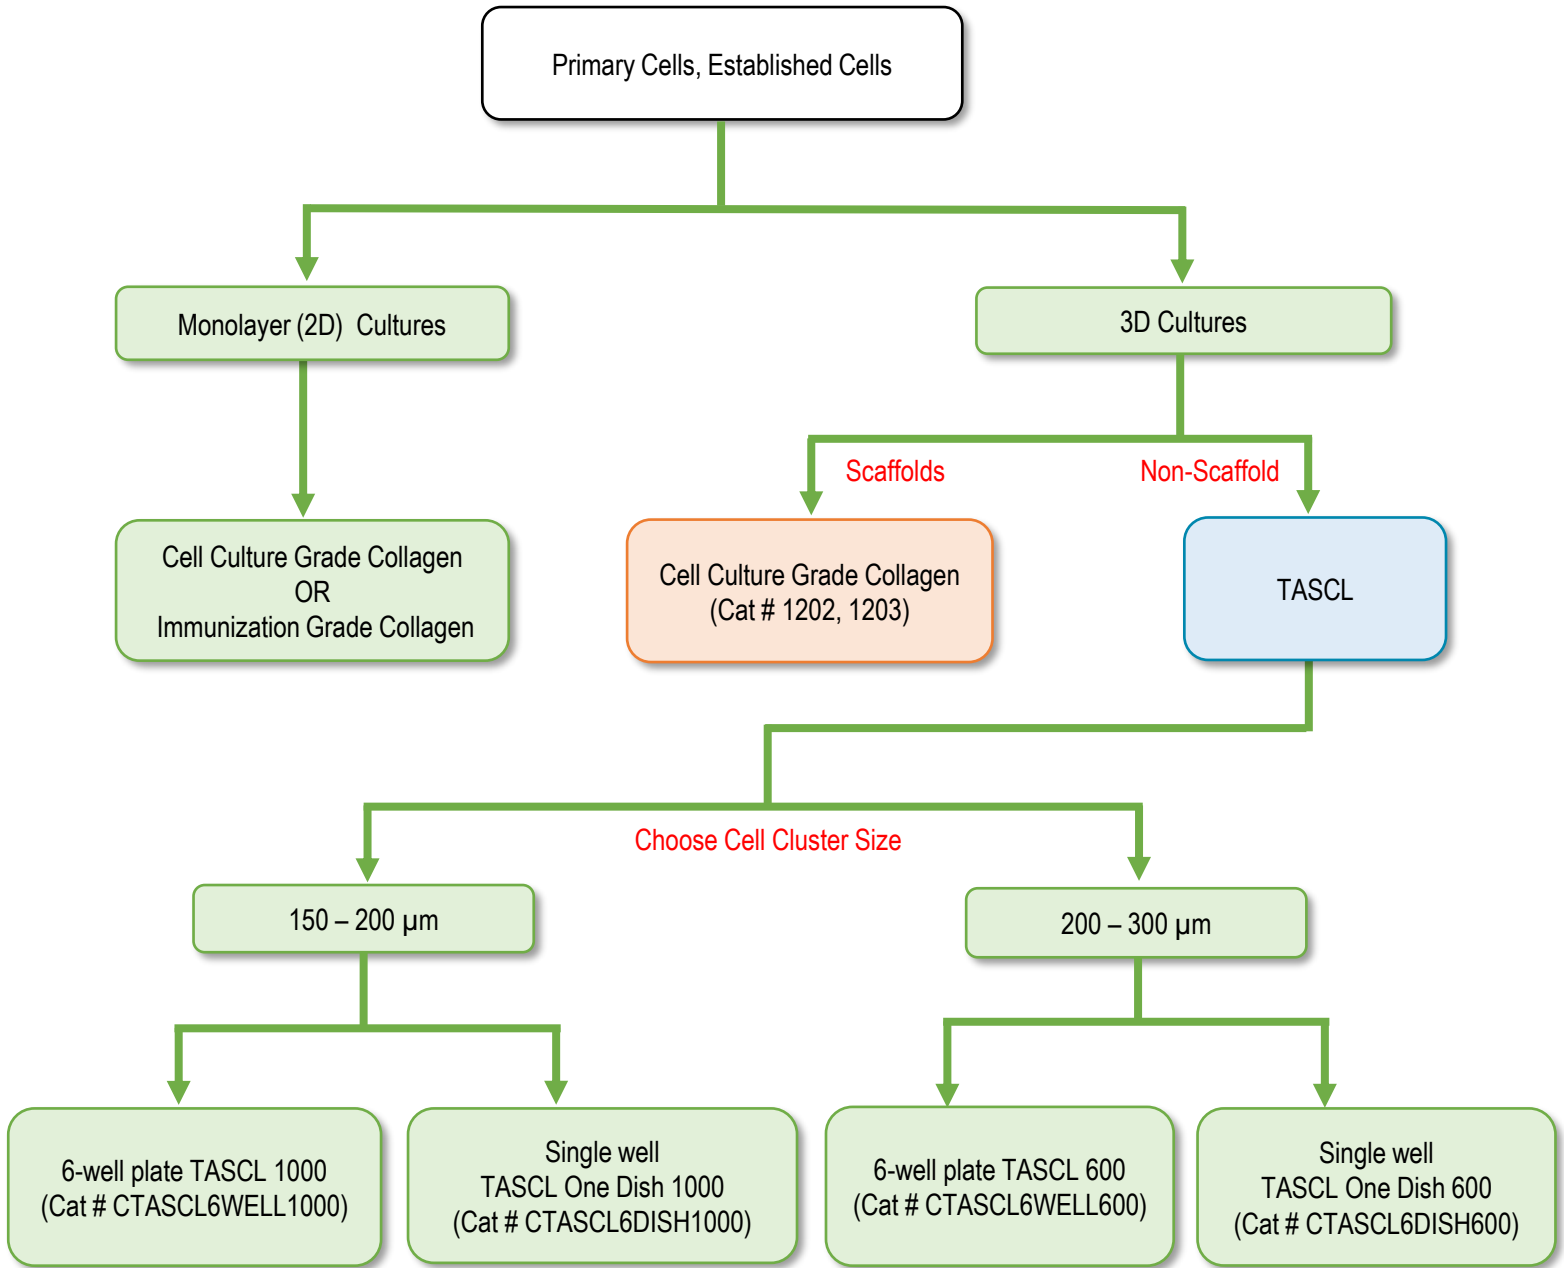 Primary Cells, Established Cells
Monolayer (2D)  Cultures
3D Cultures
Scaffolds
Non-Scaffold
Cell Culture Grade Collagen
OR
Immunization Grade Collagen
Cell Culture Grade Collagen
(Cat # 1202, 1203)
TASCL
Choose Cell Cluster Size
150 – 200 µm
200 – 300 µm
6-well plate TASCL 1000
(Cat # CTASCL6WELL1000)
Single well
TASCL One Dish 1000
(Cat # CTASCL6DISH1000)
6-well plate TASCL 600
(Cat # CTASCL6WELL600)
Single well
TASCL One Dish 600
(Cat # CTASCL6DISH600)